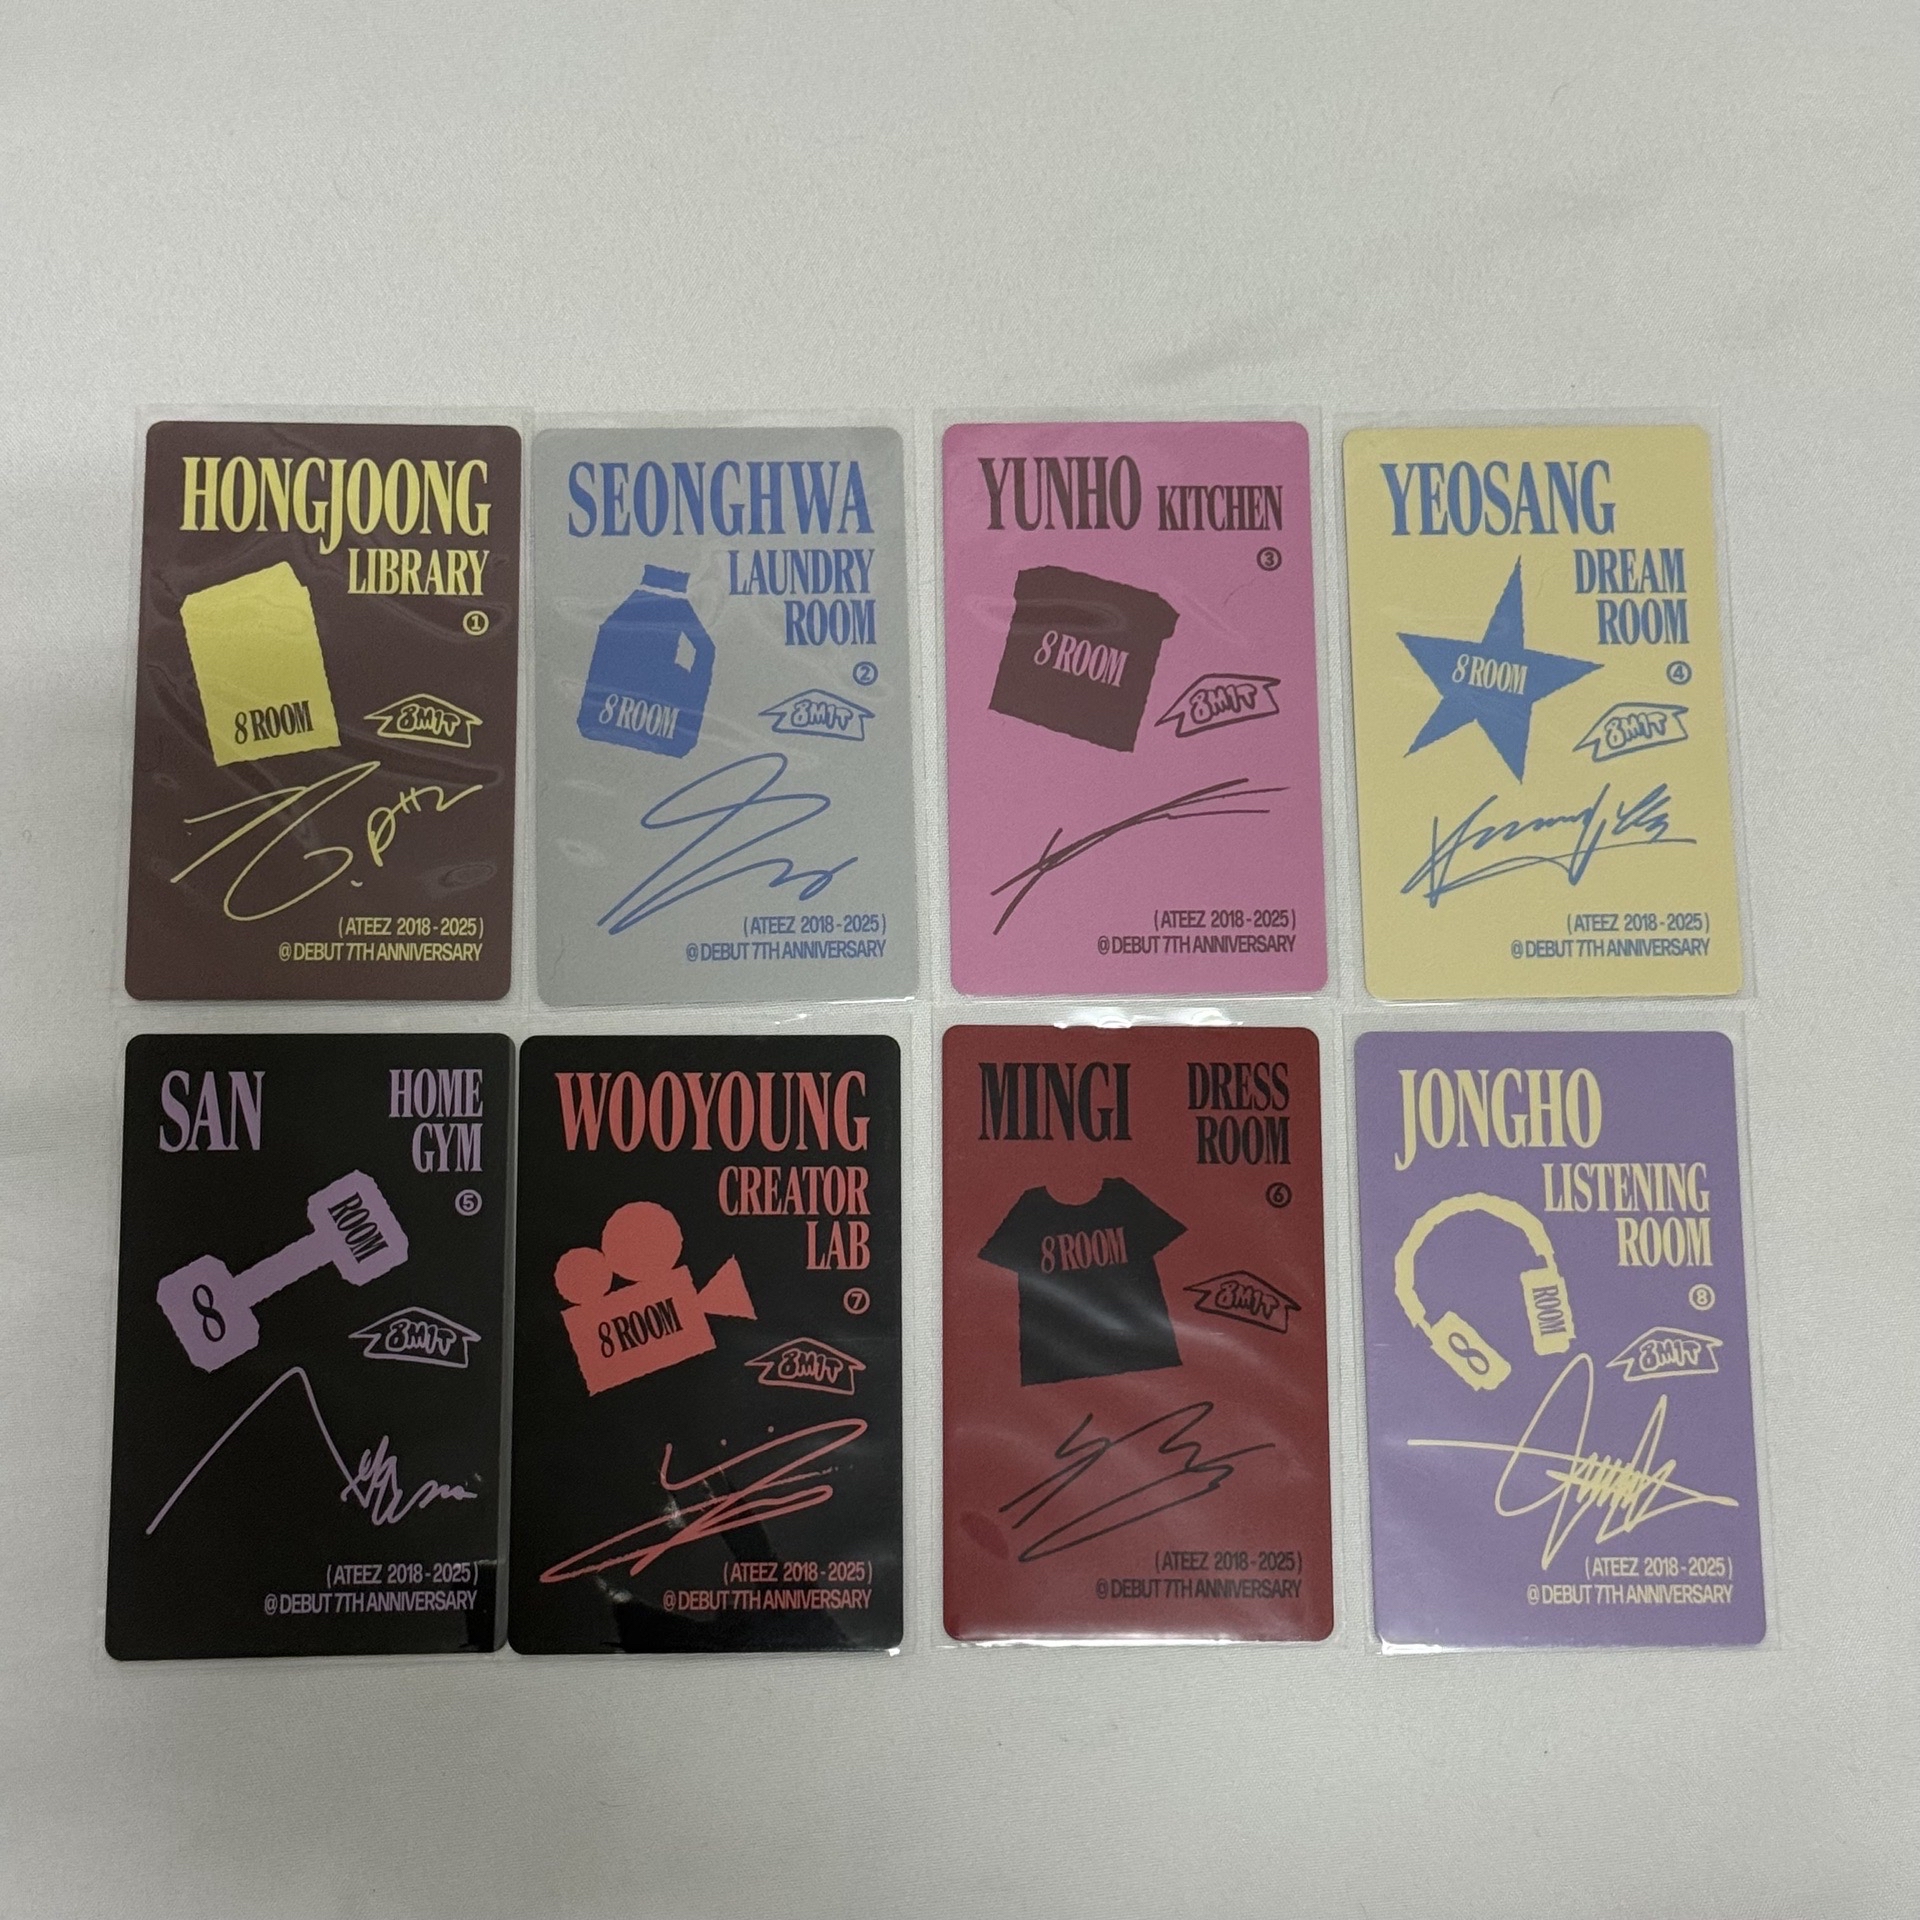 HONGJOONG
LIBRARY
①
8 ROOM
8M1T
( ATEEZ 2018 - 2025 )
@ DEBUT 7TH ANNIVERSARY
SEONGHWA
LAUNDRY
ROOM
②
8 ROOM
8M1T
( ATEEZ 2018 - 2025 )
@ DEBUT 7TH ANNIVERSARY
YUNHO KITCHEN
③
8 ROOM
8M1T
( ATEEZ 2018 - 2025 )
@ DEBUT 7TH ANNIVERSARY
YEOSANG
DREAM
ROOM
④
8 ROOM
8M1T
( ATEEZ 2018 - 2025 )
@ DEBUT 7TH ANNIVERSARY
SAN HOME
GYM
⑤
8 ROOM
8M1T
( ATEEZ 2018 - 2025 )
@ DEBUT 7TH ANNIVERSARY
WOOYOUNG
CREATOR
LAB
⑦
8 ROOM
8M1T
( ATEEZ 2018 - 2025 )
@ DEBUT 7TH ANNIVERSARY
MINGI DRESS
ROOM
⑥
8 ROOM
8M1T
( ATEEZ 2018 - 2025 )
@ DEBUT 7TH ANNIVERSARY
JONGHO
LISTENING
ROOM
⑧
8 ROOM
8M1T
( ATEEZ 2018 - 2025 )
@ DEBUT 7TH ANNIVERSARY